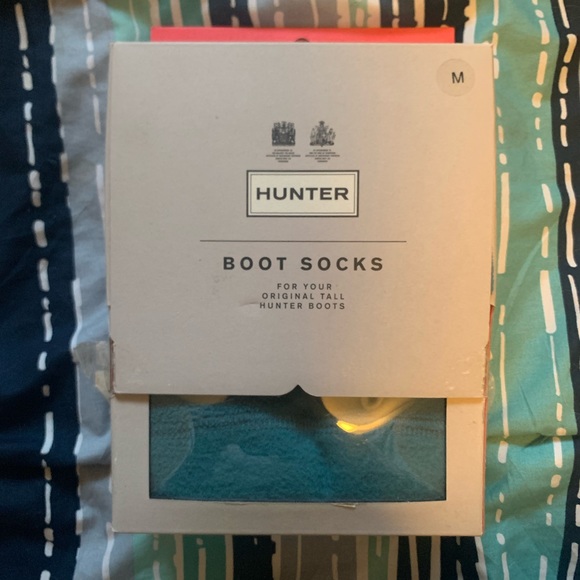 M
HUNTER
BOOT SOCKS
FOR YOUR
ORIGINAL TALL
HUNTER BOOTS